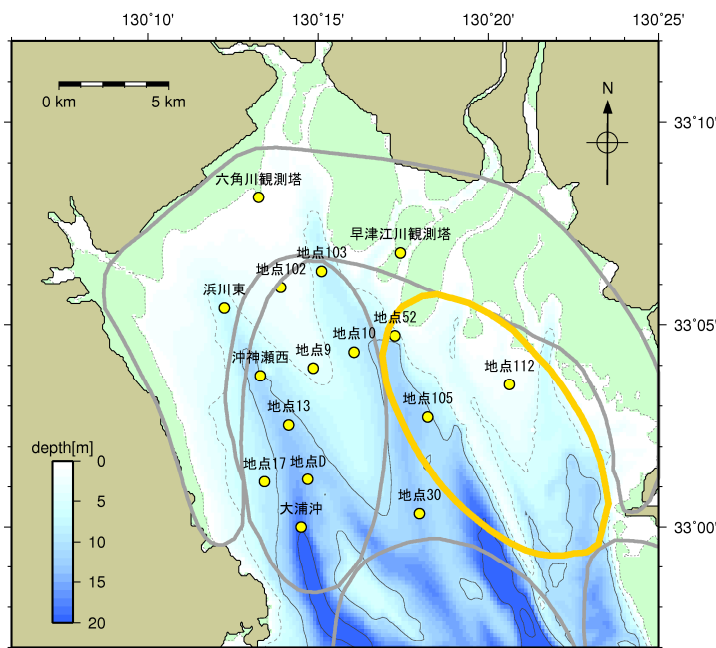 130°10' 130°15' 130°20' 130°25'
0 km 5 km
N
33°10'
六角川観測塔
早津江川観測塔
地点103
地点102
浜川東
33°05'
地点52
地点10
沖神瀬西
地点9
地点112
地点105
地点13
depth[m]
0
5
10
15
20
地点17
地点D
地点30
大浦沖
33°00'